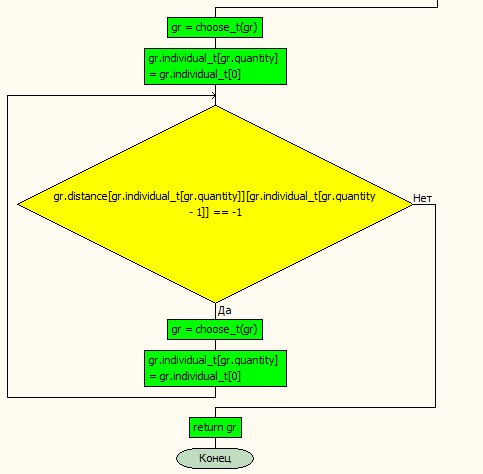 gr = choose_t(gr)
gr.individual_t[gr.quantity]
= gr.individual_t[0]
gr.distance[gr.individual_t[gr.quantity]][gr.individual_t[gr.quantity
- 1]] == -1
Нет
Да
gr = choose_t(gr)
gr.individual_t[gr.quantity]
= gr.individual_t[0]
return gr
Конец